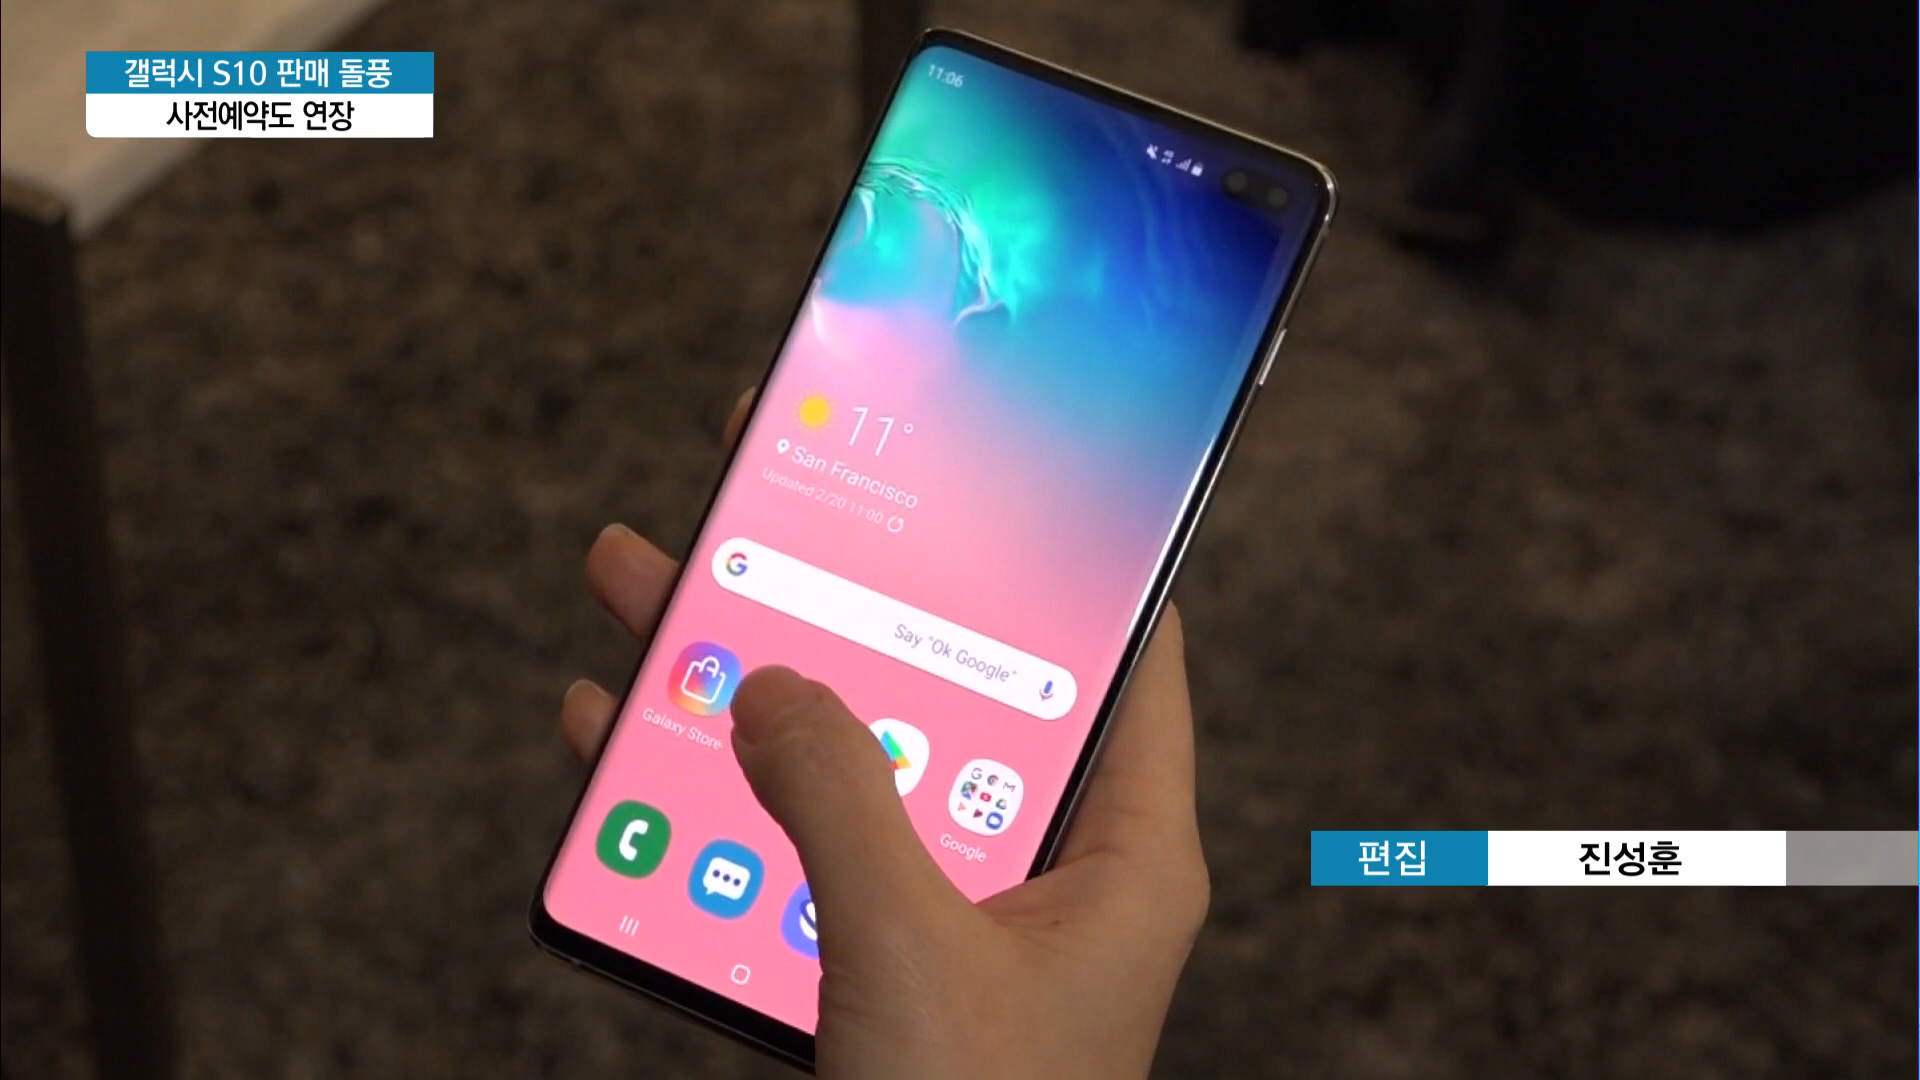 갤럭시 S10 판매 돌풍
사전예약도 연장
11:06
11°
San Francisco
Updated 2/20 11:00
G
Say "Ok Google"
Galaxy Store
Google
편집 진성훈